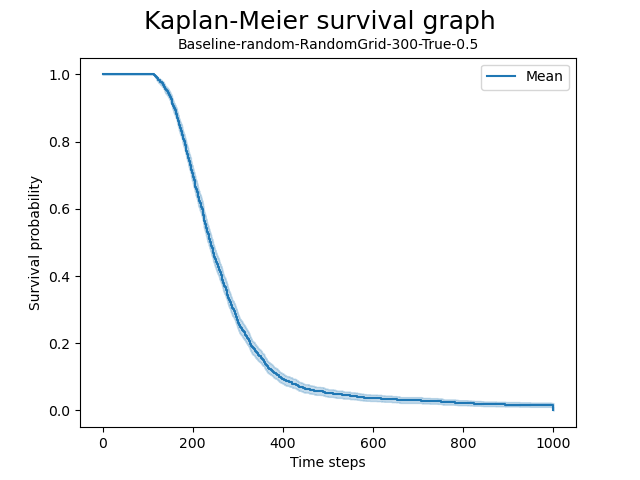 Kaplan-Meier survival graph
Baseline-random-RandomGrid-300-True-0.5
Mean
Survival probability
1.0
0.8
0.6
0.4
0.2
0.0
0 200 400 600 800 1000
Time steps